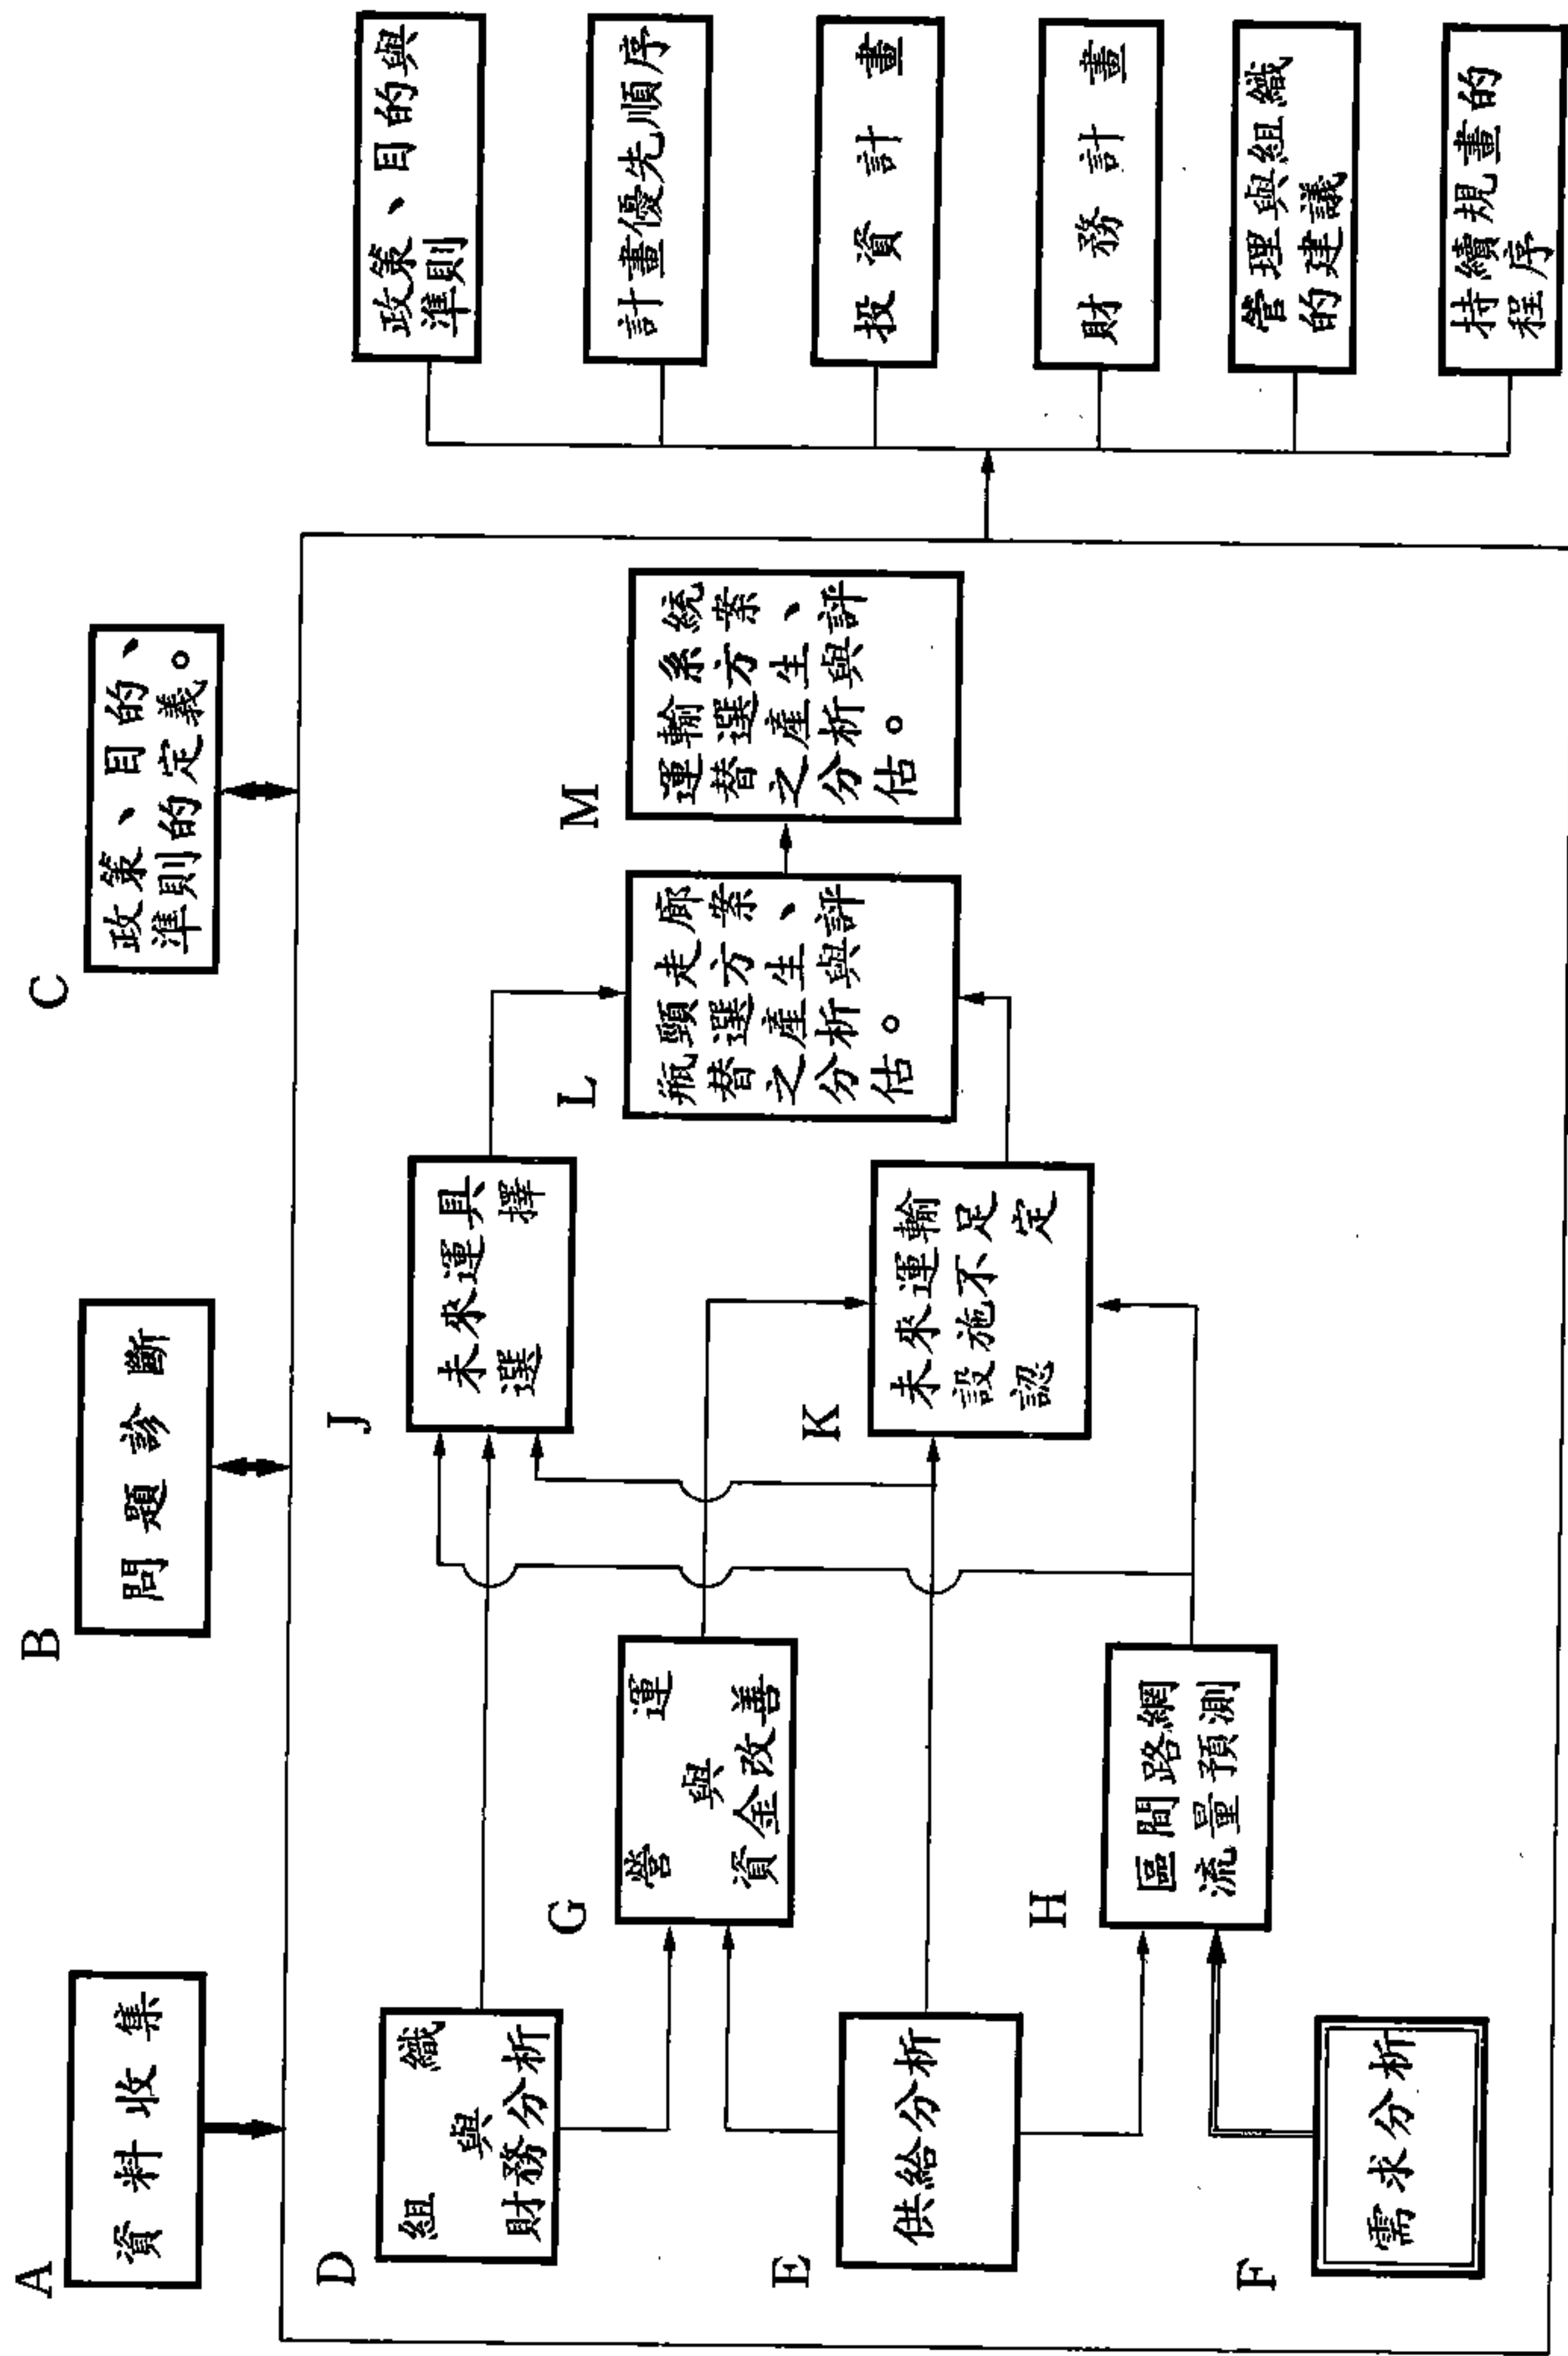 A
資料收集
B
問題診斷
C
政策、目的、
準則的定義。
D
組織
與
財務分析
E
供給分析
F
需求分析
G
營運
與
資金改善
H
區間路網
流量預測
J
未來運具
選擇
K
未來運輸
設施不足
認定
L
瓶頸走廊
替選方案
之產生、
分析與評
估。
M
運輸系統
替選方案
之產生、
分析與評
估。
政策、目的與
準則
計畫優先順序
投資計畫
財務計畫
管理與組織
的建議
持續規畫的
程序